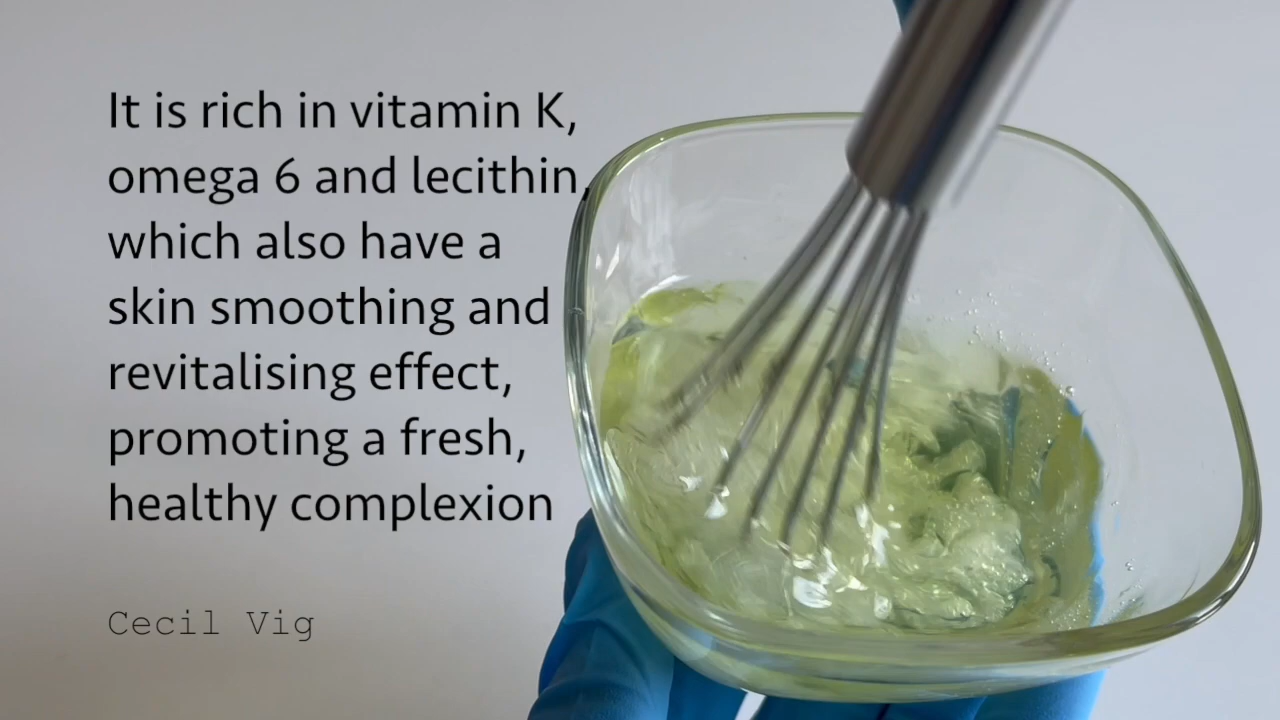 It is rich in vitamin K,
omega 6 and lecithin,
which also have a
skin smoothing and
revitalising effect,
promoting a fresh,
healthy complexion
Cecil Vig